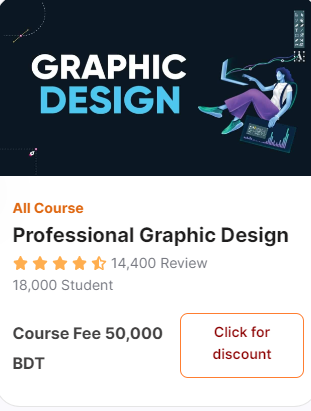 GRAPHIC
DESIGN
All Course
Professional Graphic Design
14,400 Review
18,000 Student
Course Fee 50,000
BDT
Click for
discount